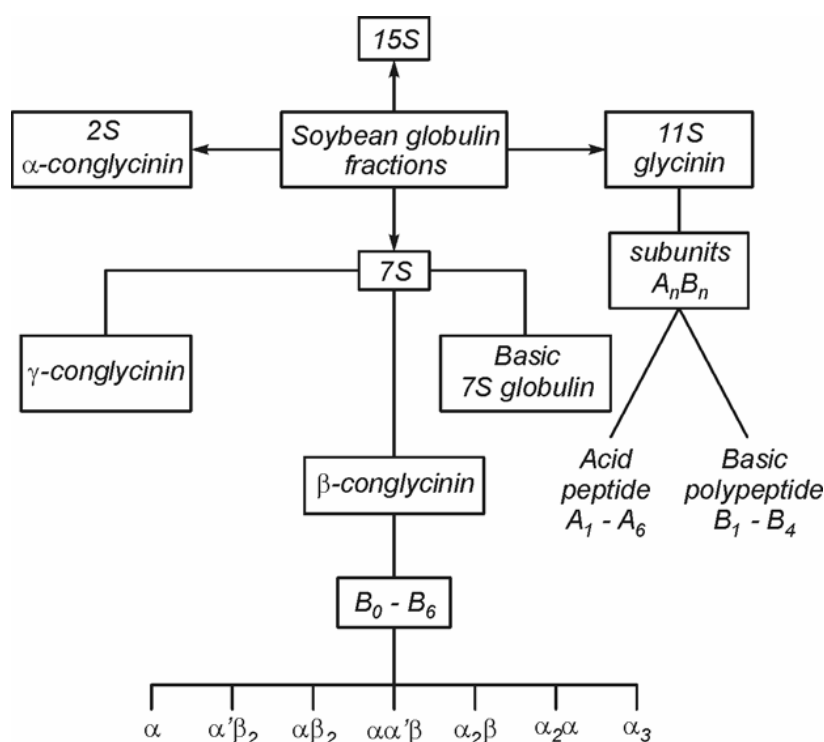 15S
2S
α-conglycinin
Soybean globulin
fractions
11S
glycinin
subunits
AₙBₙ
7S
γ-conglycinin
Basic
7S globulin
Acid
peptide
A₁ - A₆
Basic
polypeptide
B₁ - B₄
β-conglycinin
B₀ - B₆
α
α'β₂
αβ₂
αα'β
α₂β
α₂α
α₃